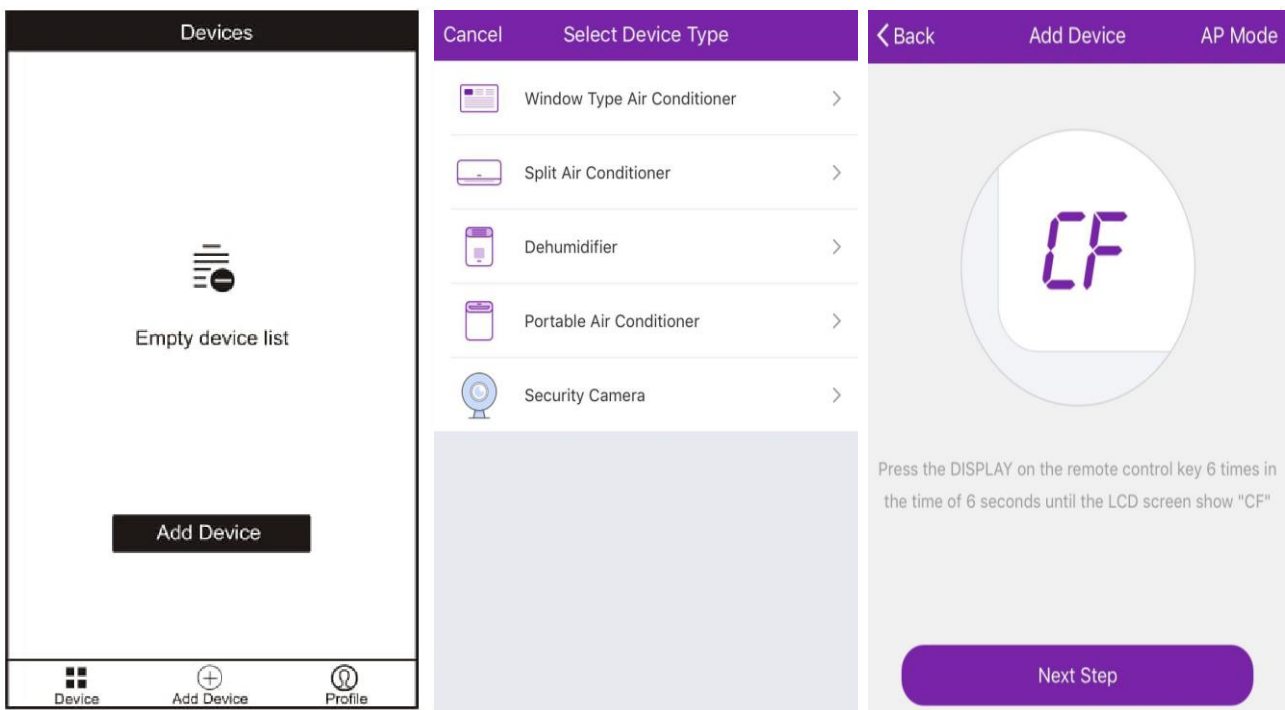 Devices
Empty device list
Add Device
Device
Add Device
Profile
Cancel
Select Device Type
Window Type Air Conditioner
Split Air Conditioner
Dehumidifier
Portable Air Conditioner
Security Camera
Back
Add Device
AP Mode
CF
Press the DISPLAY on the remote control key 6 times in
the time of 6 seconds until the LCD screen show "CF"
Next Step